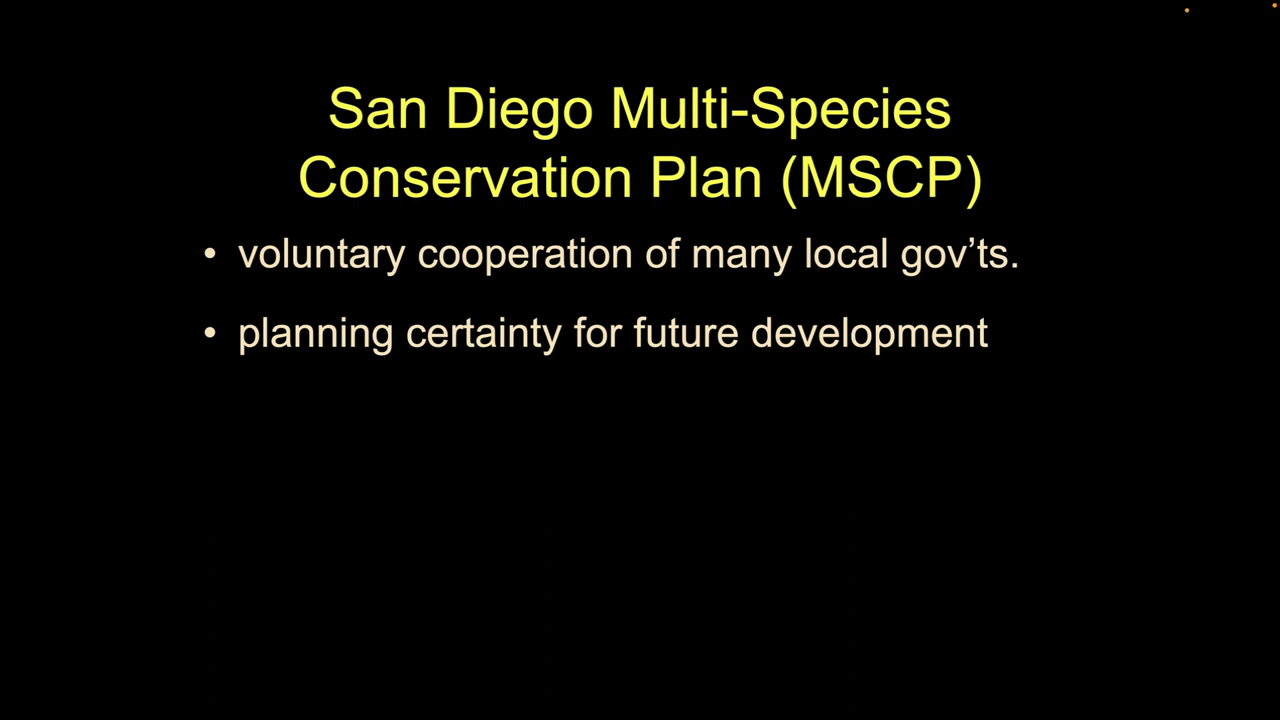 San Diego Multi-Species
Conservation Plan (MSCP)
• voluntary cooperation of many local gov’ts.
• planning certainty for future development